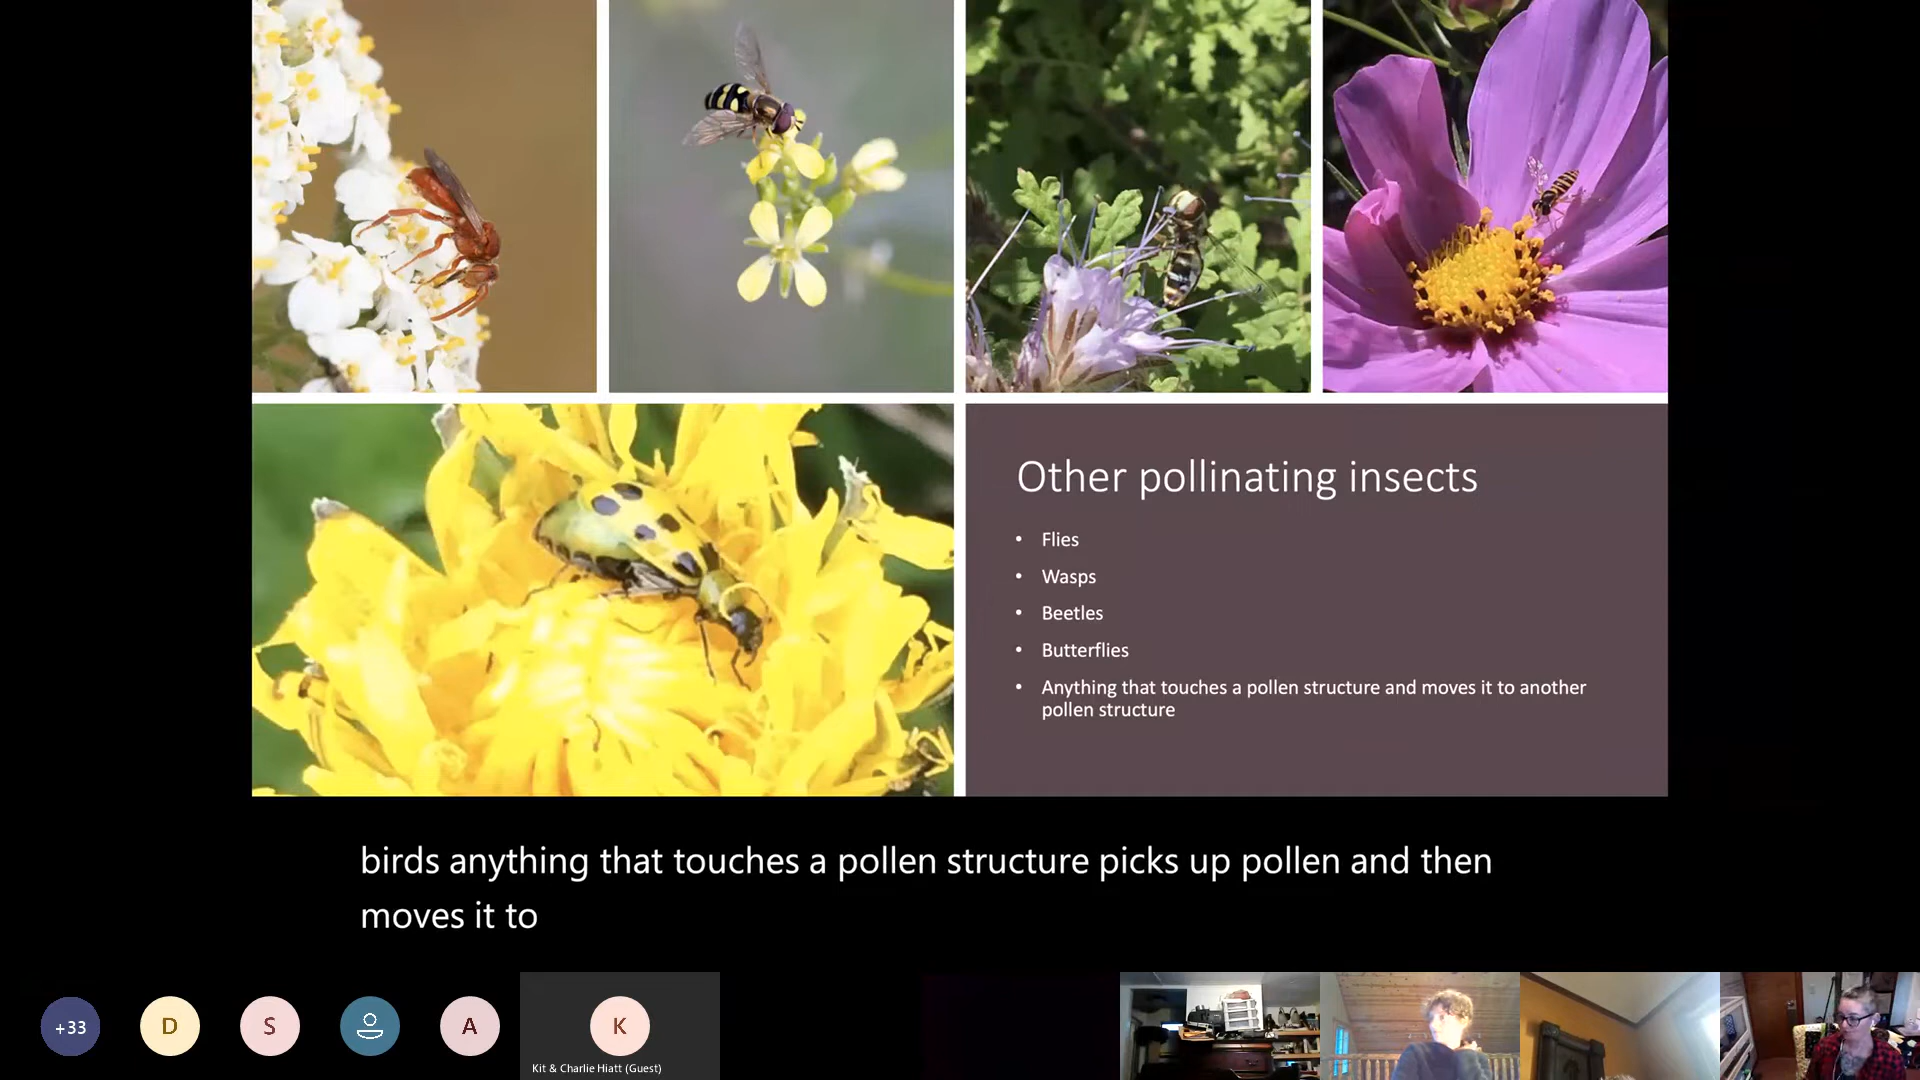 Other pollinating insects
• Flies
• Wasps
• Beetles
• Butterflies
• Anything that touches a pollen structure and moves it to another
pollen structure
birds anything that touches a pollen structure picks up pollen and then
moves it to
+33
D
S
A
K
Kit & Charlie Hiatt (Guest)